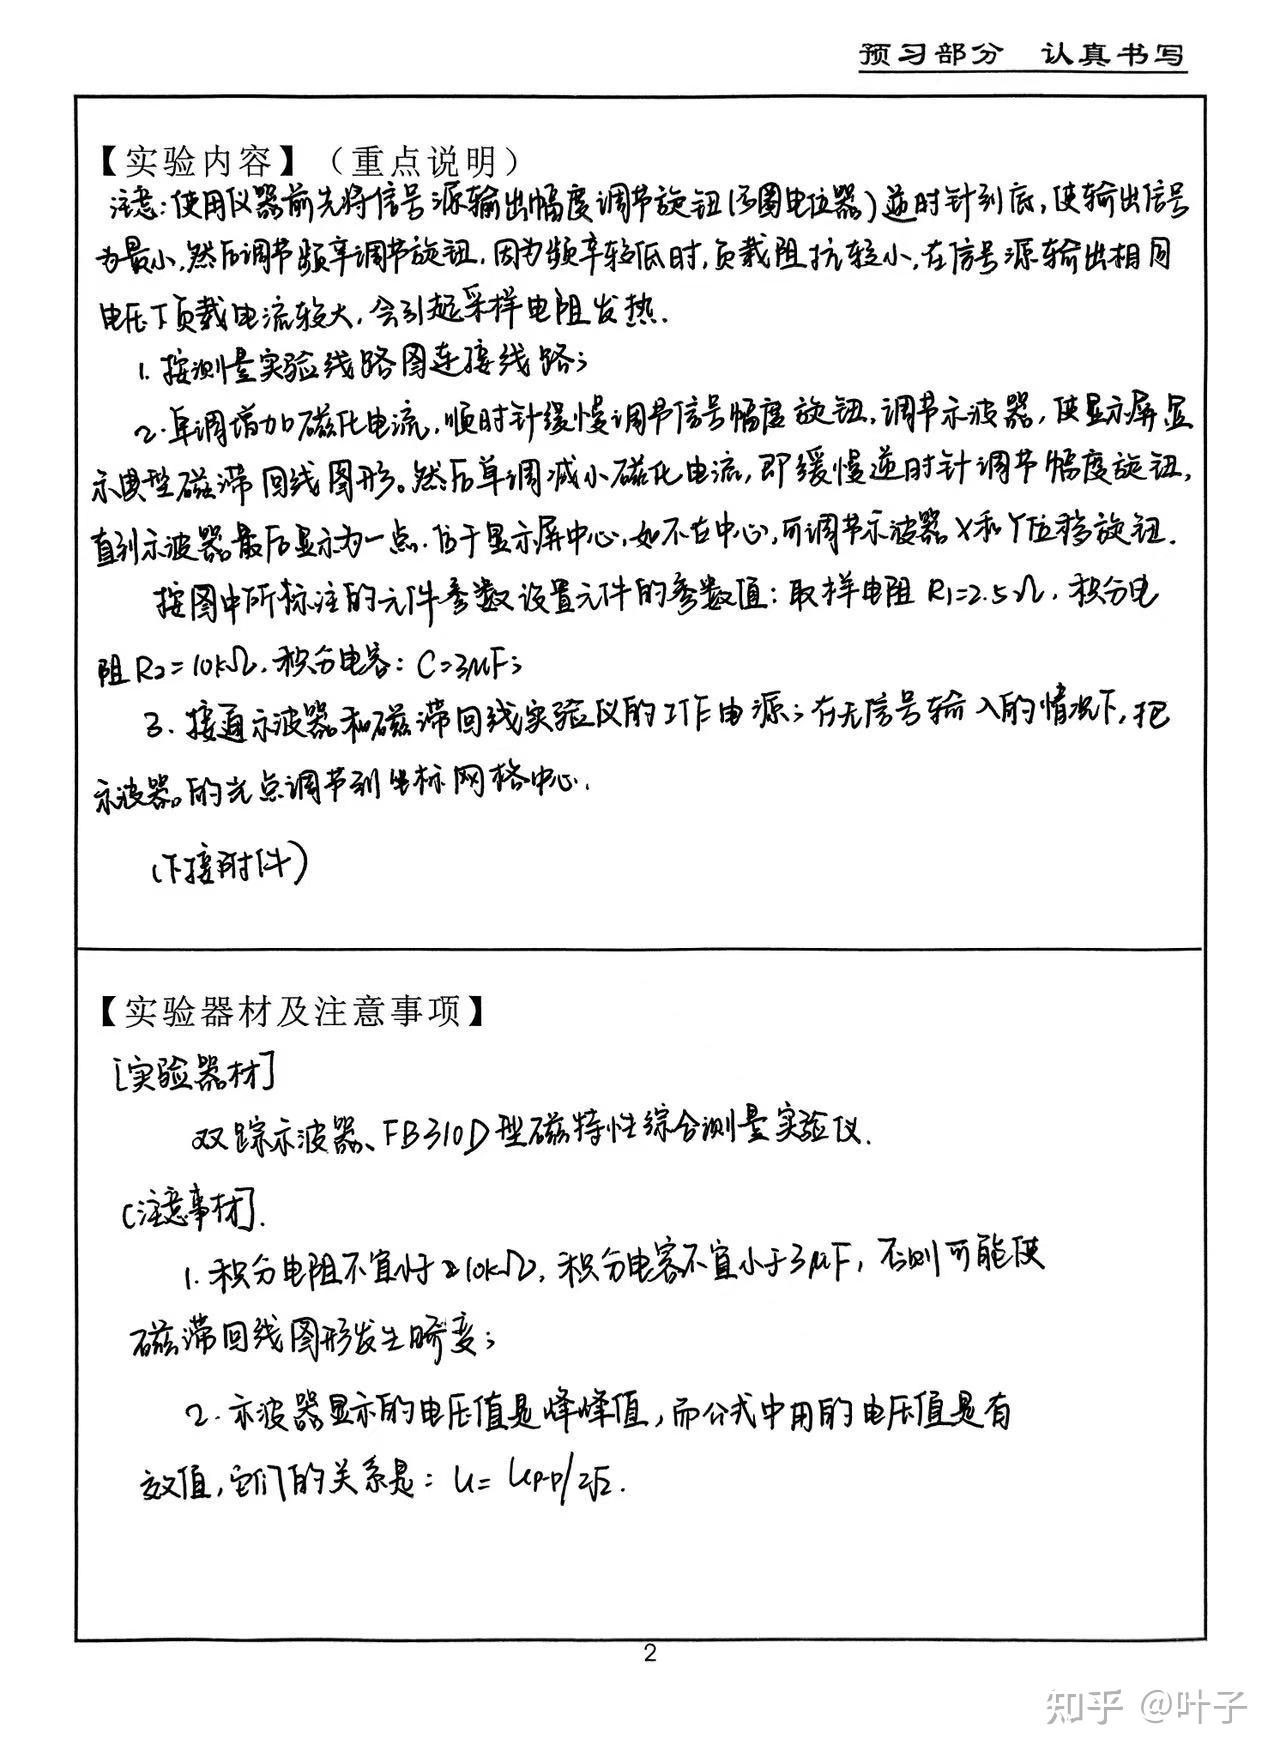 预习部分 认真书写
【实验内容】（重点说明）
注意:使用仪器前先将信号源输出幅度调节旋钮(多圈电位器)逆时针到底,使输出信号
为最小,然后调节频率调节旋钮,因为频率较低时,负载阻抗较小,在信号源输出相同
电压下负载电流较大,会引起采样电阻发热.
1. 按测量实验线路图连接线路;
2. 单调增加磁化电流,顺时针缓慢调节信号幅度旋钮,调节示波器,使显示屏显
示典型磁滞回线图形。然后单调减小磁化电流,即缓慢逆时针调节幅度旋钮,
直到示波器最后显示为一点.位于显示屏中心,如不在中心,可调节示波器X和Y位移旋钮.
按图中所标注的元件参数设置元件的参数值:取样电阻 R1=2.5Ω,积分电
阻R2=10kΩ,积分电容: C=3μF;
3. 接通示波器和磁滞回线实验仪的工作电源;在无信号输入的情况下,把
示波器的光点调节到坐标网格中心.
(下接附件)
【实验器材及注意事项】
[实验器材]
双踪示波器、FB310D型磁特性综合测量实验仪.
[注意事材].
1. 积分电阻不宜小于10kΩ,积分电容不宜小于3μF,否则可能使
磁滞回线图形发生畸变;
2. 示波器显示的电压值是峰峰值,而公式中用的电压值是有
效值,它们的关系是: U= Up-p/2√2.
2
知乎 @叶子